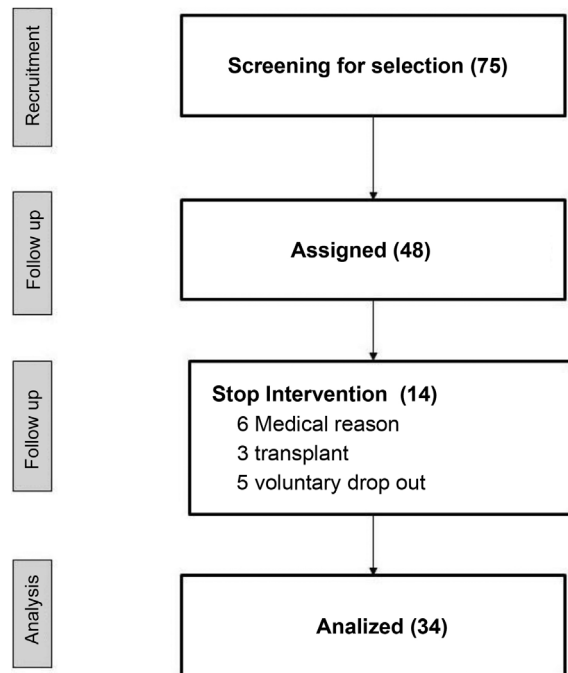 Recruitment
Screening for selection (75)
Follow up
Assigned (48)
Follow up
Stop Intervention (14)
6 Medical reason
3 transplant
5 voluntary drop out
Analysis
Analized (34)